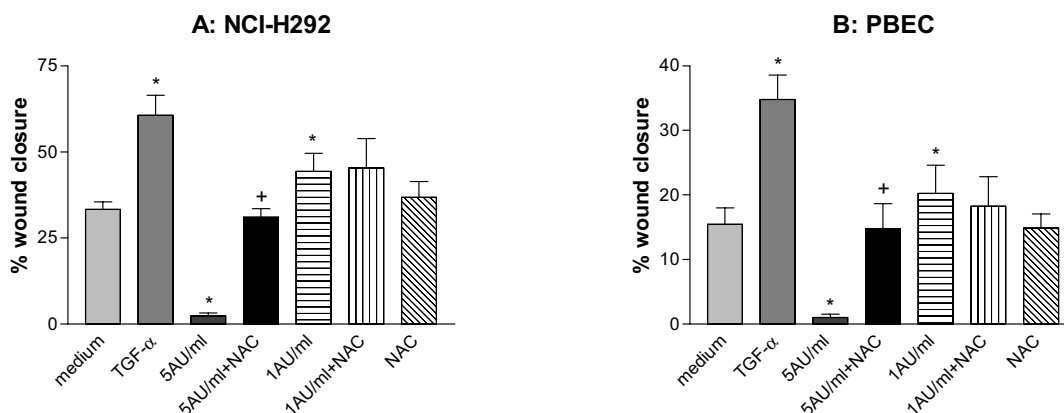 A: NCI-H292
% wound closure
75
50
25
0
*
*
+
*
medium
TGF-α
5AU/ml
5AU/ml+NAC
1AU/ml
1AU/ml+NAC
NAC
B: PBEC
% wound closure
40
30
20
10
0
*
*
+
*
medium
TGF-α
5AU/ml
5AU/ml+NAC
1AU/ml
1AU/ml+NAC
NAC